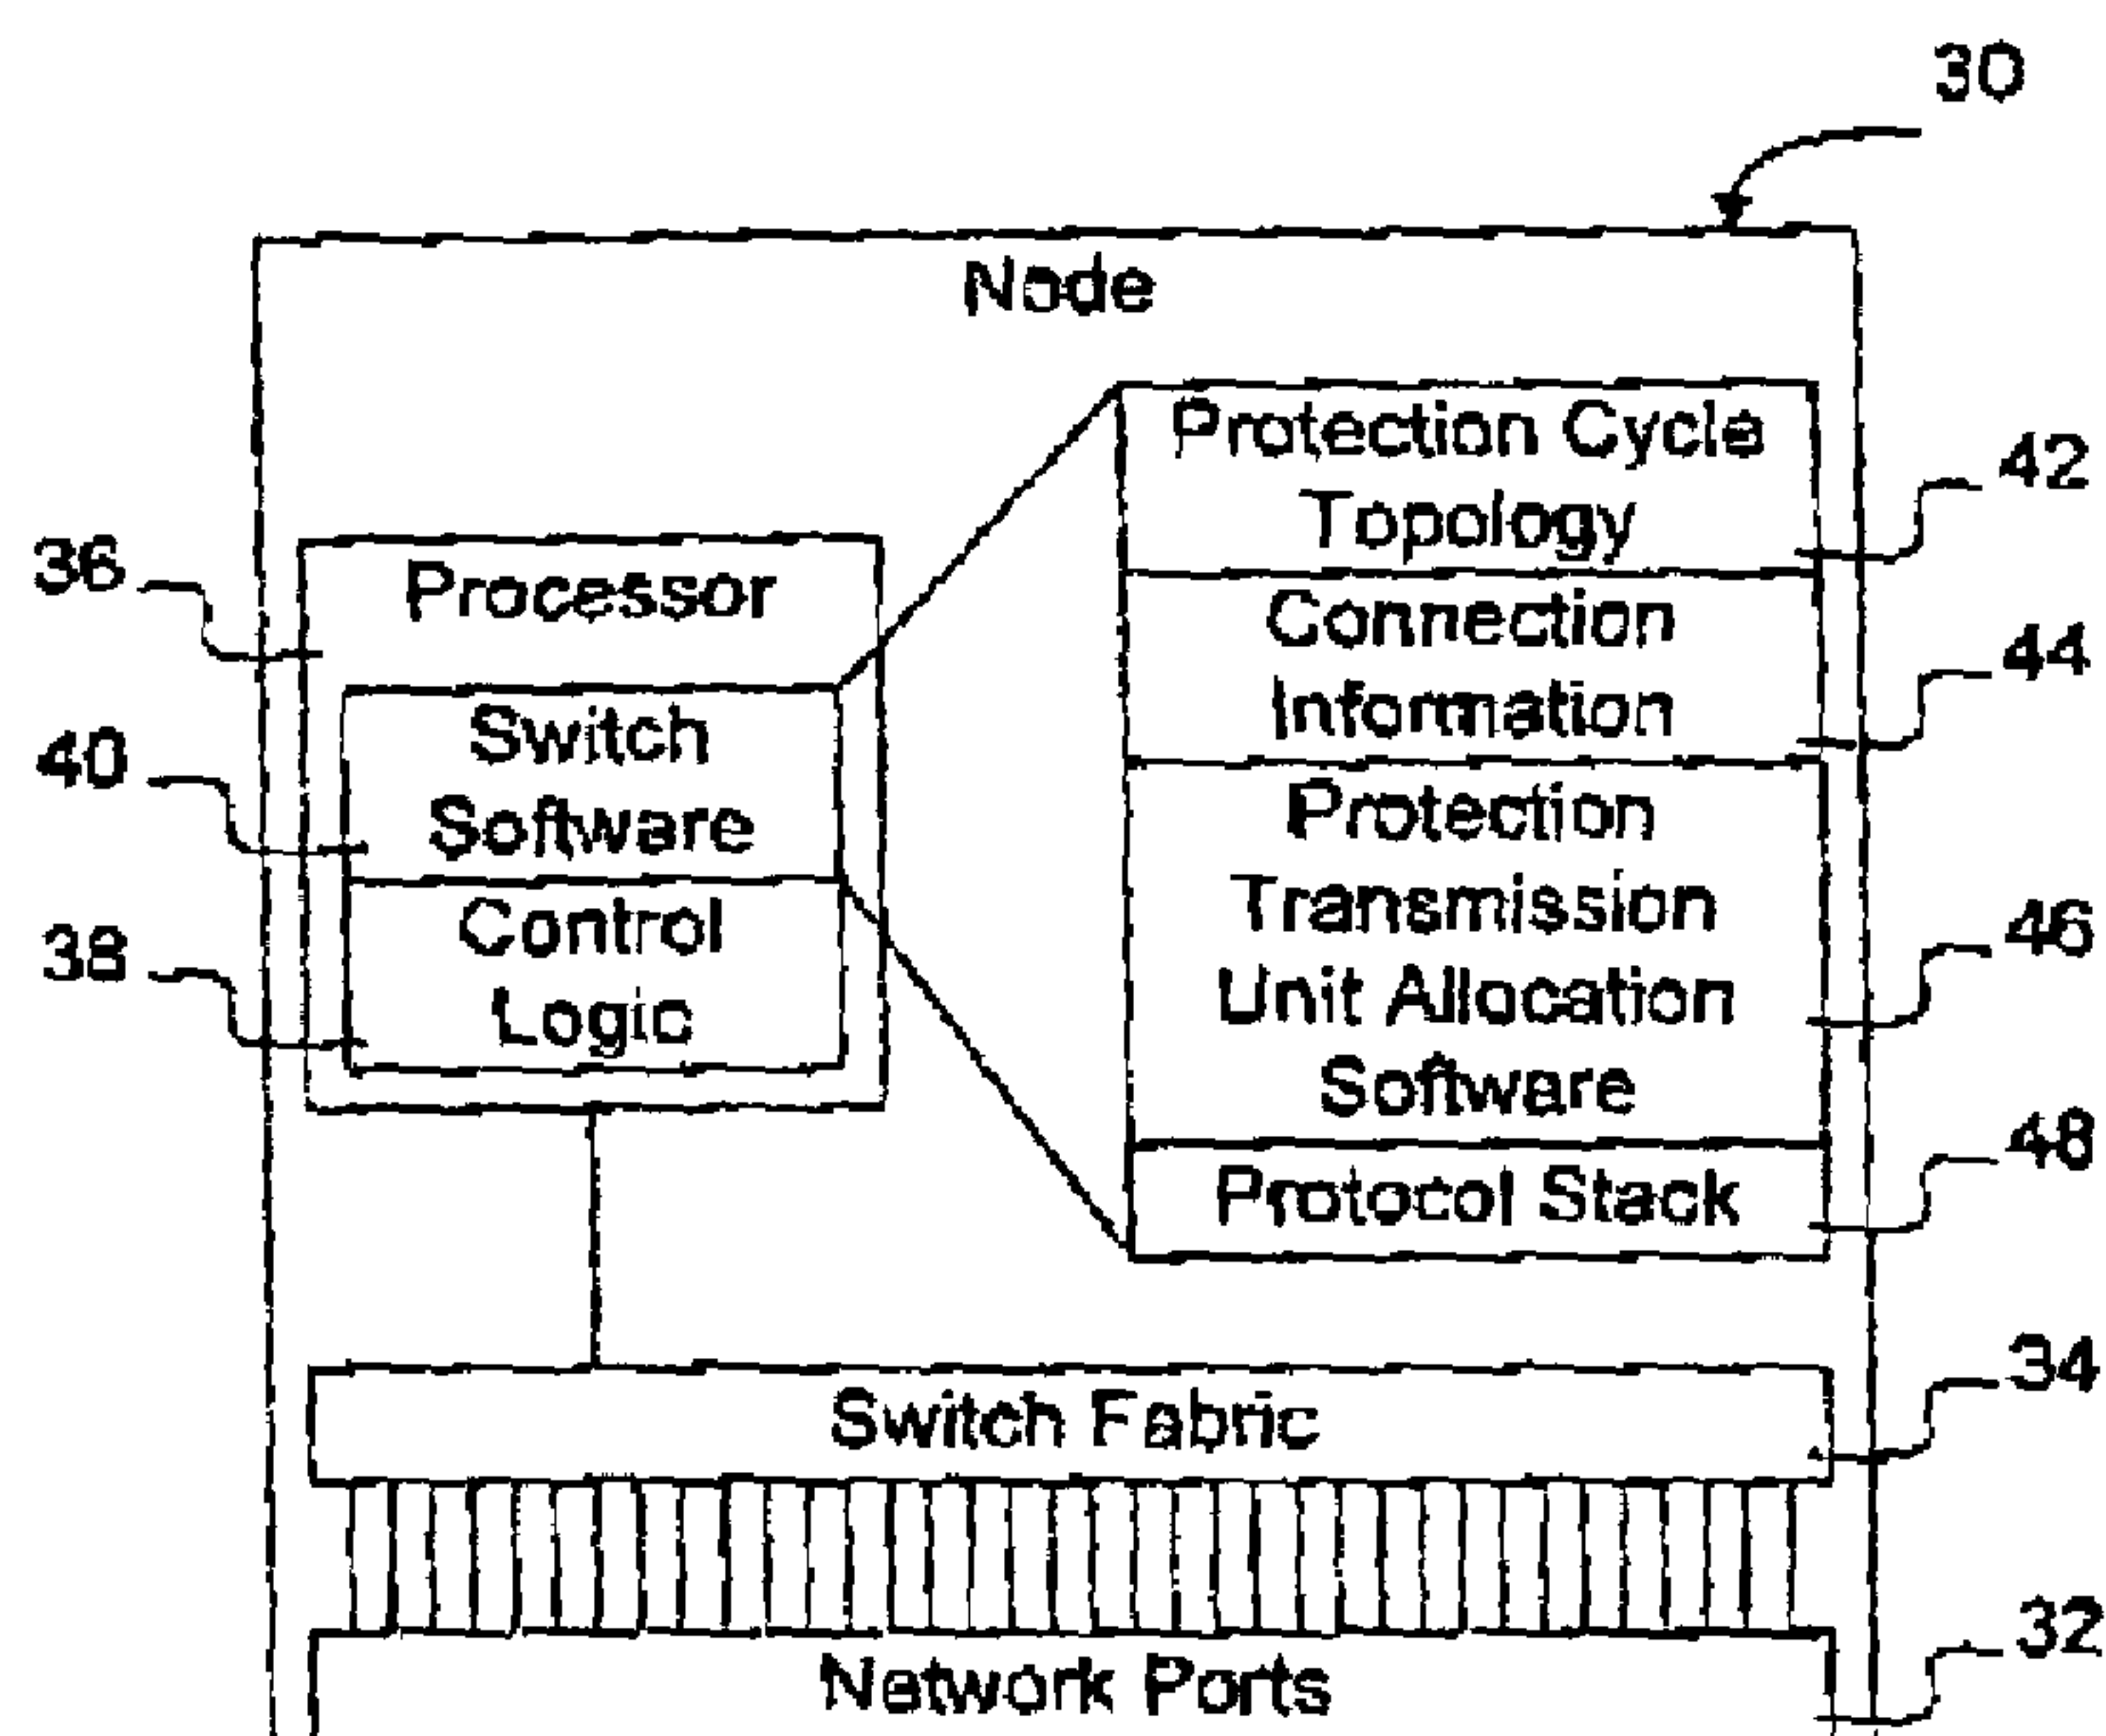 30
Node
Protection Cycle
Topology
42
36
Processor
Connection
Information
44
Switch
Software
40
Protection
Transmission
Unit Allocation
Software
46
Control
Logic
38
Protocol Stack
48
Switch Fabric
34
Network Ports
32